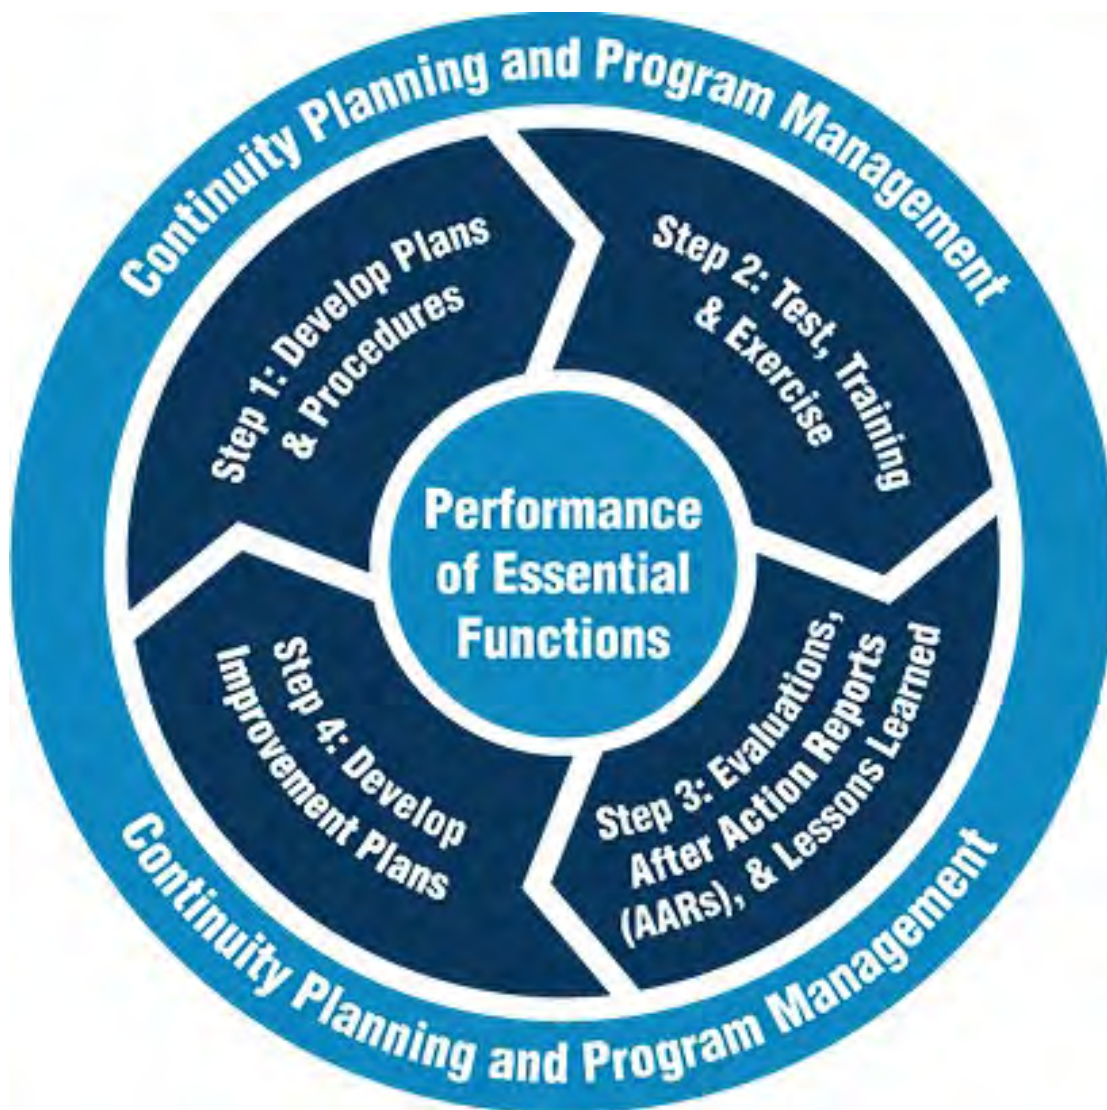 Continuity Planning and Program Management
Step 1: Develop Plans
& Procedures
Step 2: Test, Training
& Exercise
Step 3: Evaluations,
After Action Reports
(AARs), & Lessons Learned
Step 4: Develop
Improvement Plans
Performance
of Essential
Functions
Continuity Planning and Program Management